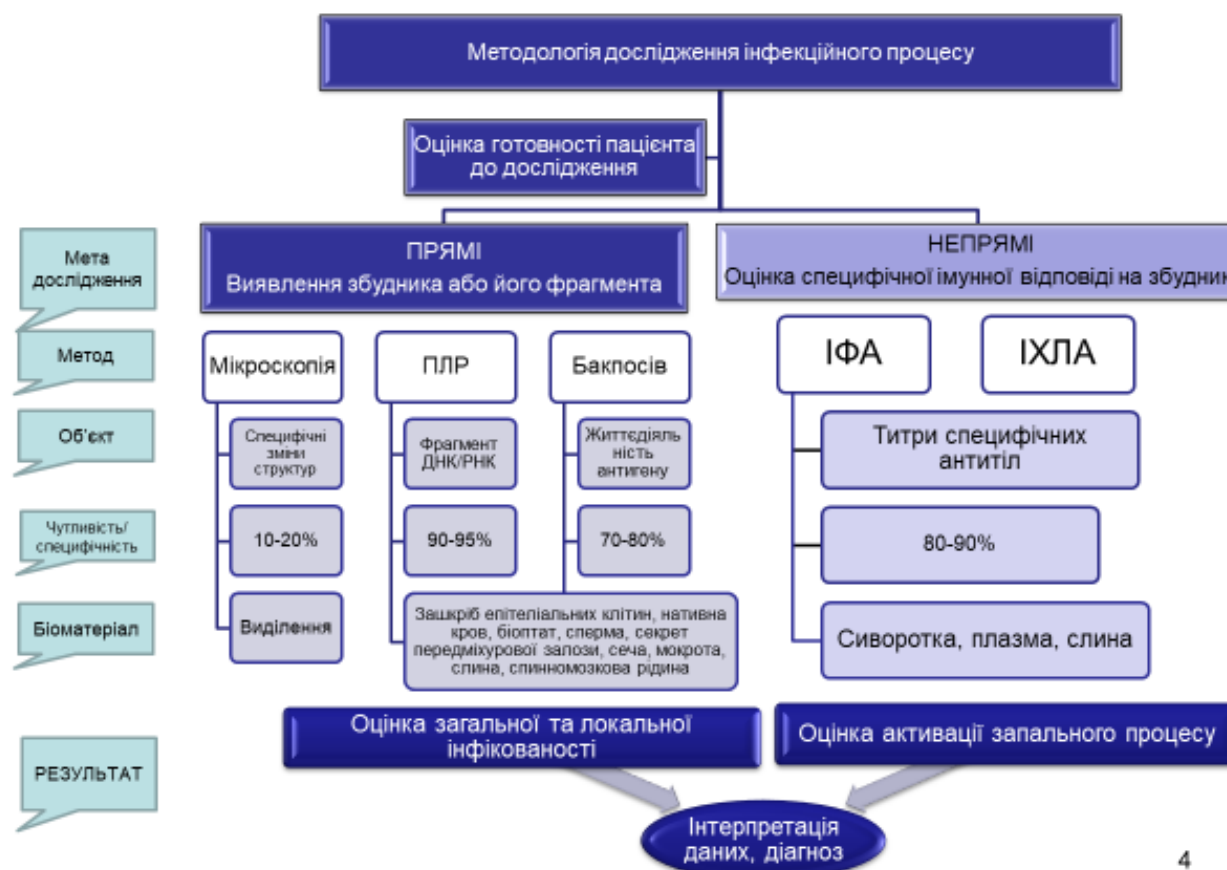 Методологія дослідження інфекційного процесу
Оцінка готовності пацієнта
до дослідження
Мета
дослідження
ПРЯМІ
Виявлення збудника або його фрагмента
НЕПРЯМІ
Оцінка специфічної імунної відповіді на збудник
Метод
Мікроскопія
ПЛР
Бакпосів
ІФА
ІХЛА
Об'єкт
Специфічні
зміни
структур
Фрагмент
ДНК/РНК
Життєдіяль
ність
антигену
Титри специфічних
антитіл
Чутливість/
специфічність
10-20%
90-95%
70-80%
80-90%
Біоматеріал
Виділення
Зашкріб епітеліальних клітин, нативна
кров, біоптат, сперма, секрет
передміхурової залози, сеча, мокрота,
слина, спинномозкова рідина
Сиворотка, плазма, слина
РЕЗУЛЬТАТ
Оцінка загальної та локальної
інфікованості
Оцінка активації запального процесу
Інтерпретація
даних, діагноз
4